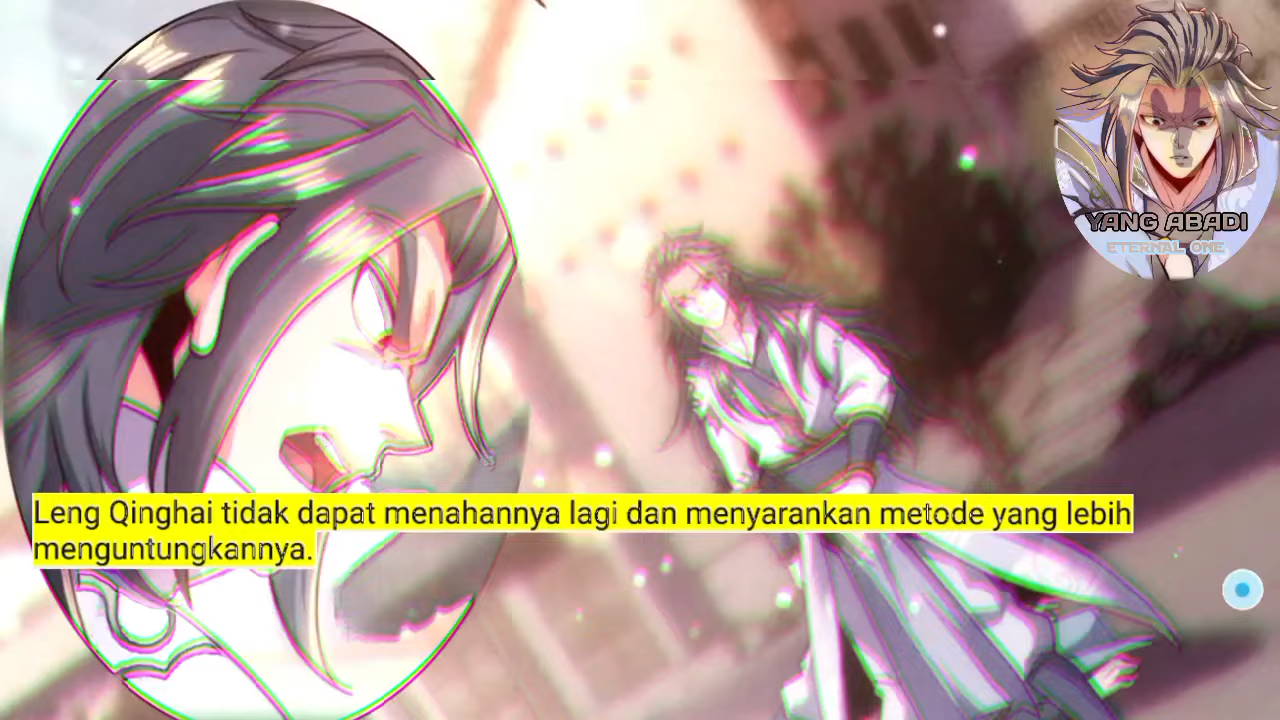 YANG ABADI
ETERNAL ONE
Leng Qinghai tidak dapat menahannya lagi dan menyarankan metode yang lebih
menguntungkannya.